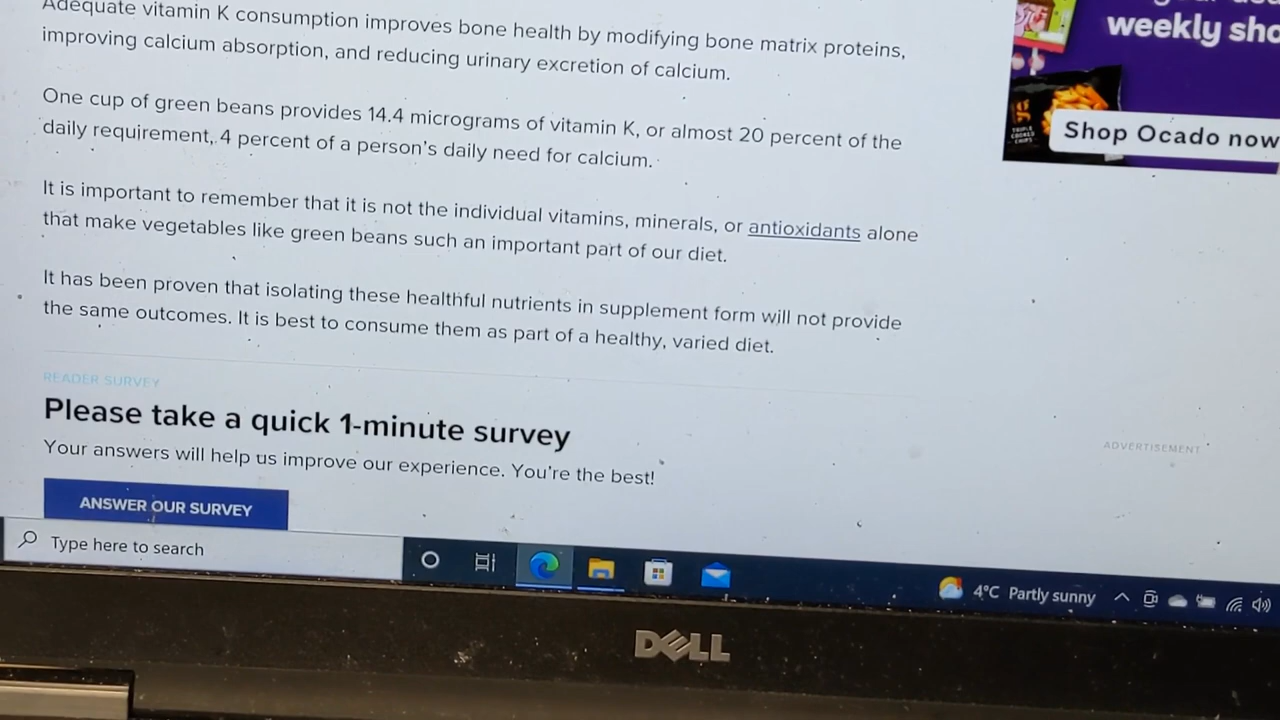 Adequate vitamin K consumption improves bone health by modifying bone matrix proteins,
improving calcium absorption, and reducing urinary excretion of calcium.
One cup of green beans provides 14.4 micrograms of vitamin K, or almost 20 percent of the
daily requirement, 4 percent of a person's daily need for calcium.
It is important to remember that it is not the individual vitamins, minerals, or antioxidants alone
that make vegetables like green beans such an important part of our diet.
It has been proven that isolating these healthful nutrients in supplement form will not provide
the same outcomes. It is best to consume them as part of a healthy, varied diet.
READER SURVEY
Please take a quick 1-minute survey
Your answers will help us improve our experience. You're the best!
ANSWER OUR SURVEY
weekly sho
TRIPLE
COOKED
CHIPS
Shop Ocado now
ADVERTISEMENT
Type here to search
4°C Partly sunny
DELL